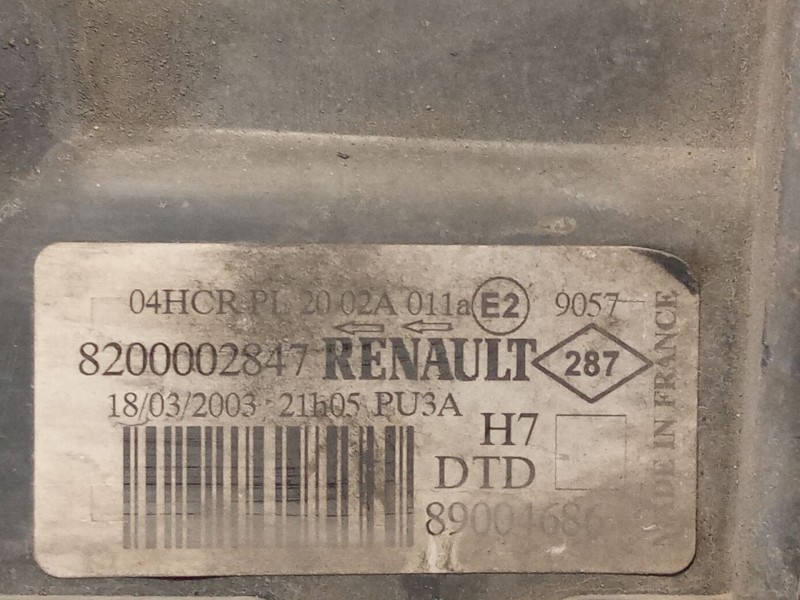 04HCR PL 20 02A 011a E2 9057
8200002847 RENAULT 287
18/03/2003 21h05 PU3A
H7
DTD
89004686
MADE IN FRANCE